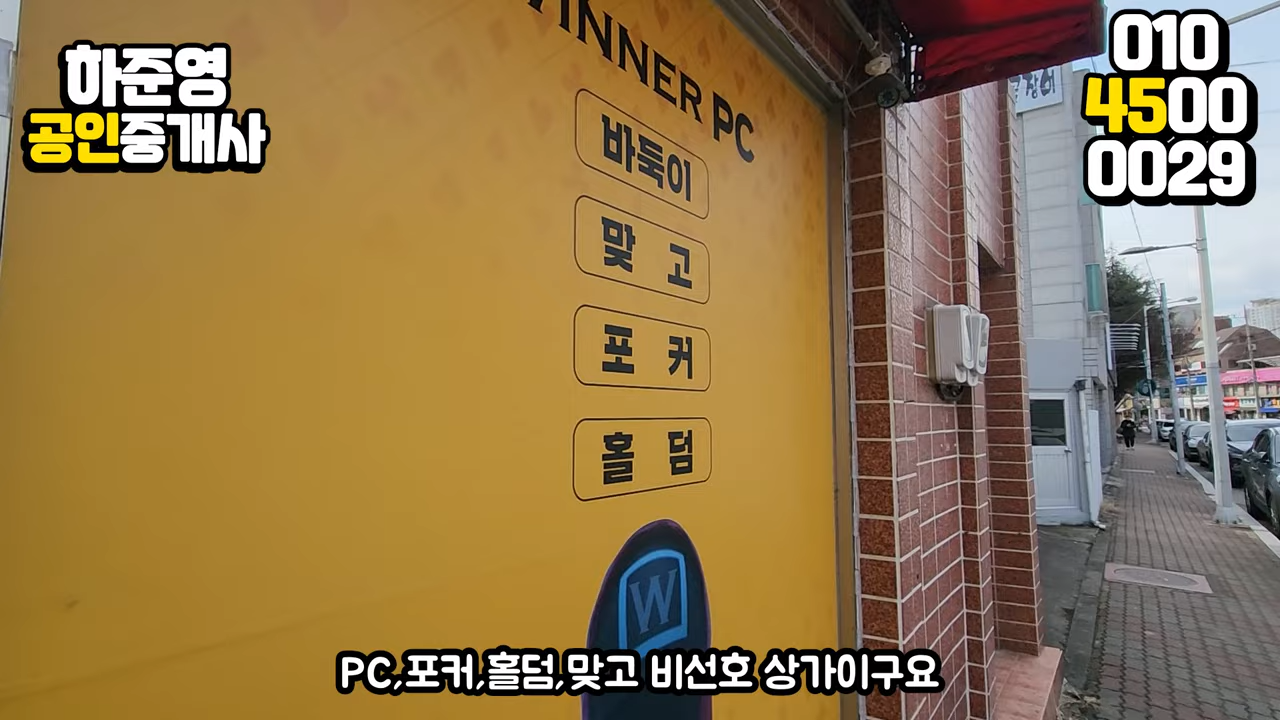 하준영
공인중개사
010
4500
0029
WINNER PC
바둑이
맞고
포커
홀덤
W
PC,포커,홀덤,맞고 비선호 상가이구요